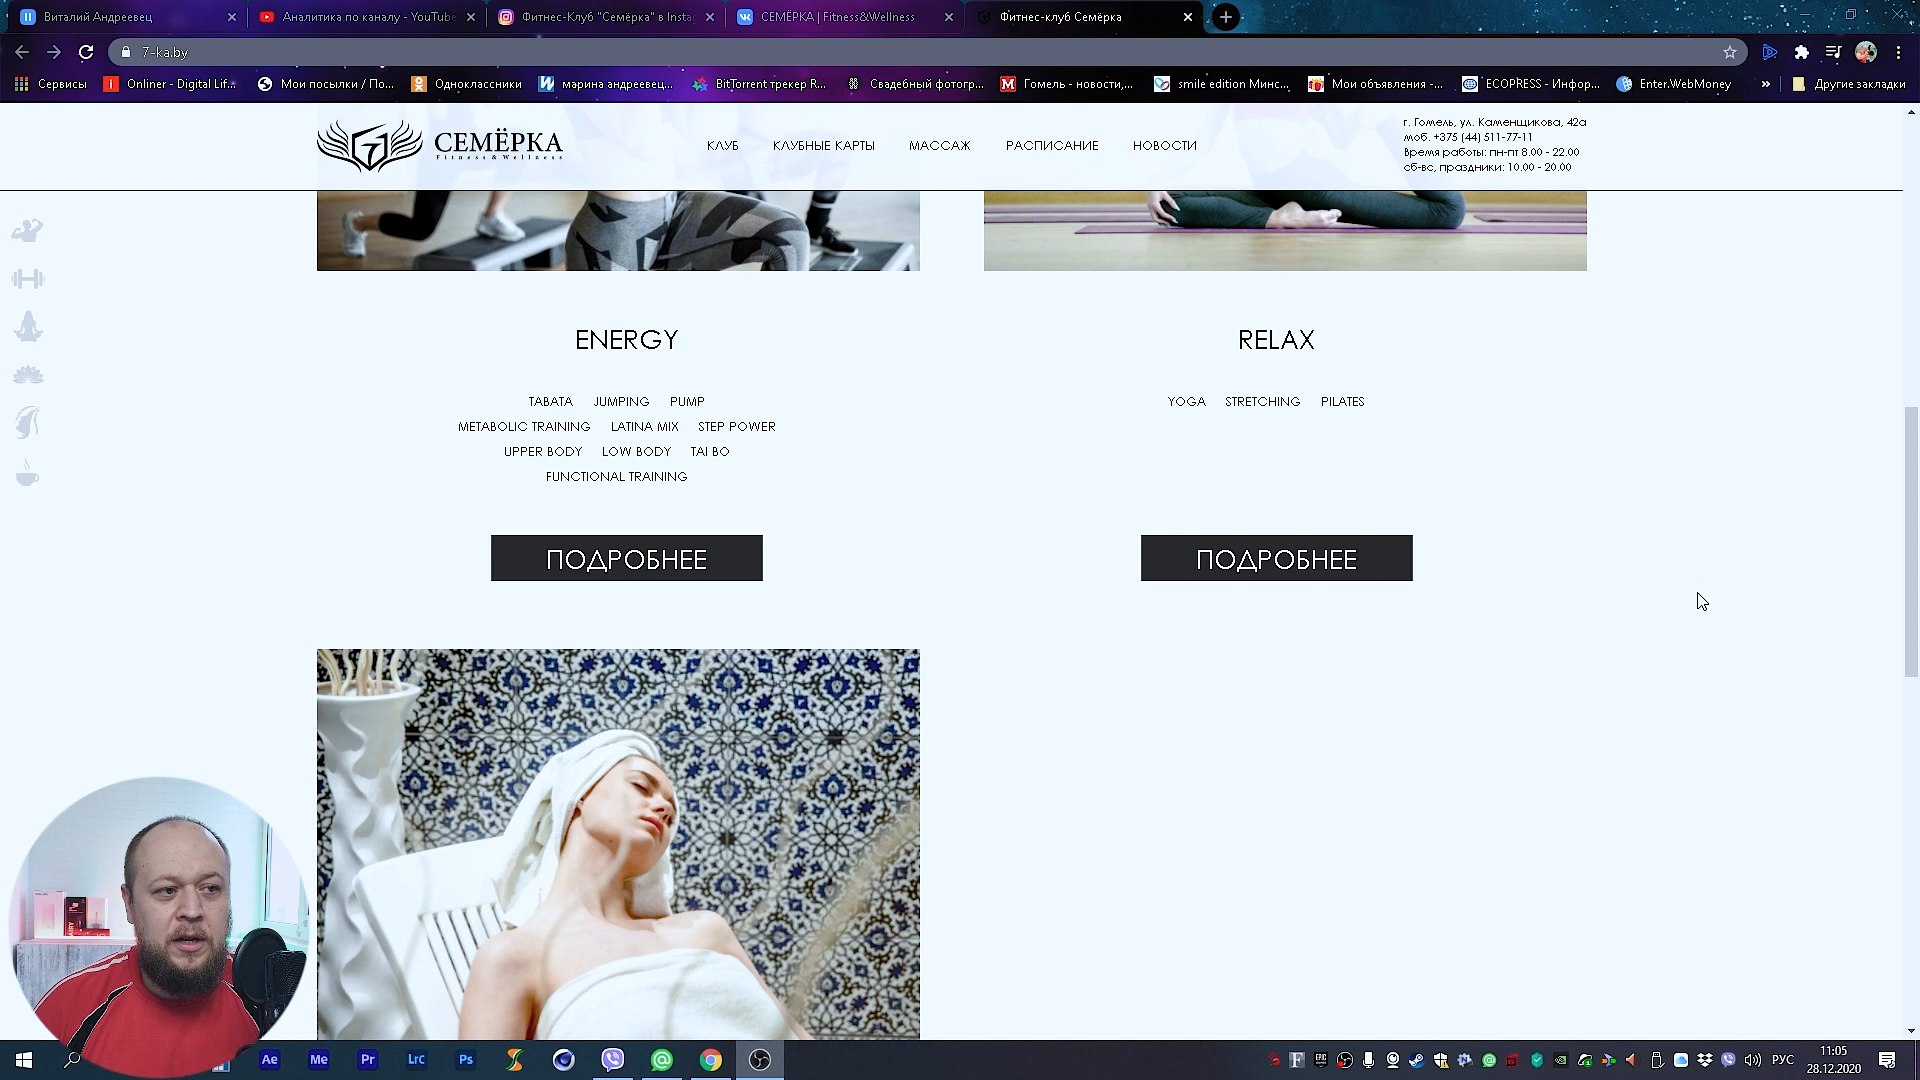 Виталий Андреевец
Аналитика по каналу - YouTube
Фитнес-Клуб "Семёрка" в Insta
СЕМЁРКА | Fitness&Wellness
Фитнес-клуб Семёрка
7-ka.by
Сервисы
Onliner - Digital Lif...
Мои посылки / По...
Одноклассники
марина андреевец...
BitTorrent трекер R...
Свадебный фотогр...
Гомель - новости,...
smile edition Минс...
Мои объявления -...
ECOPRESS - Инфор...
Enter.WebMoney
»
Другие закладки
7
СЕМЁРКА
Fitness & Wellness
КЛУБ
КЛУБНЫЕ КАРТЫ
МАССАЖ
РАСПИСАНИЕ
НОВОСТИ
г. Гомель, ул. Каменщикова, 42а
моб. +375 (44) 511-77-11
Время работы: пн-пт 8.00 - 22.00
сб-вс, праздники: 10.00 - 20.00
ENERGY
TABATA JUMPING PUMP
METABOLIC TRAINING LATINA MIX STEP POWER
UPPER BODY LOW BODY TAI BO
FUNCTIONAL TRAINING
ПОДРОБНЕЕ
RELAX
YOGA STRETCHING PILATES
ПОДРОБНЕЕ
Ae
Me
Pr
Lrc
Ps
РУС
11:05
28.12.2020